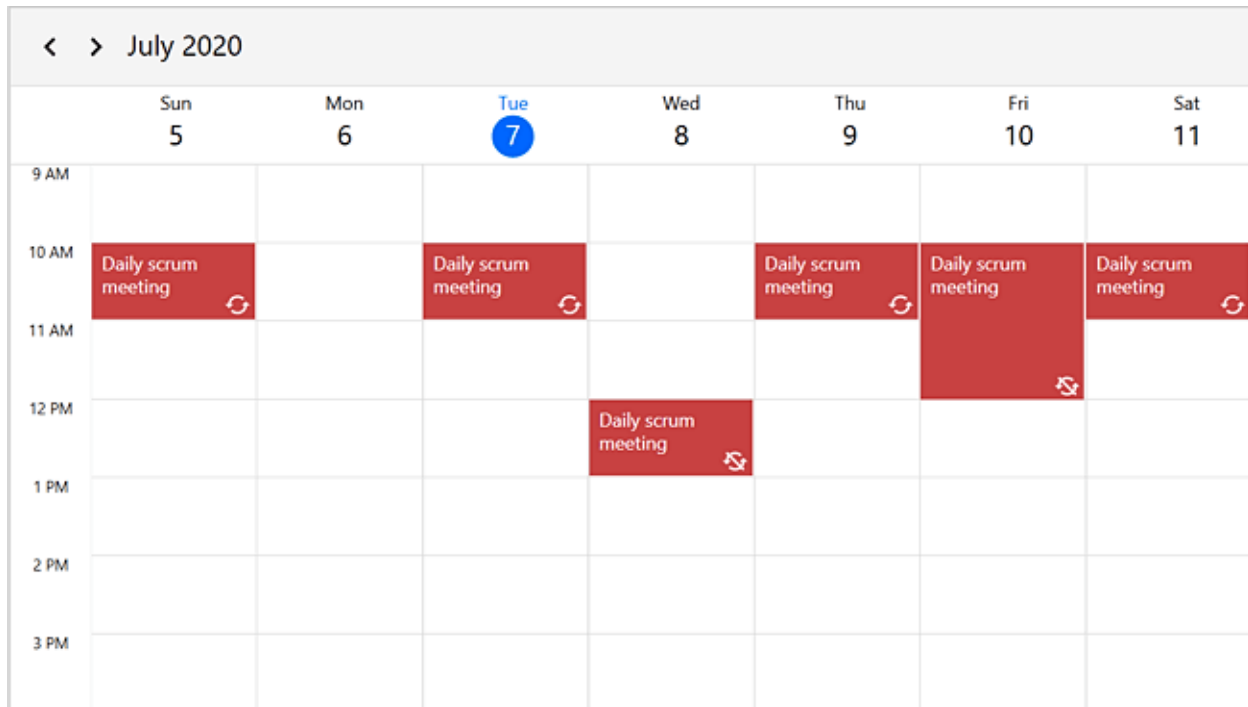 July 2020
Sun Mon Tue Wed Thu Fri Sat
5 6 7 8 9 10 11
9 AM
10 AM
Daily scrum
meeting
Daily scrum
meeting
Daily scrum
meeting
Daily scrum
meeting
Daily scrum
meeting
11 AM
12 PM
Daily scrum
meeting
1 PM
2 PM
3 PM